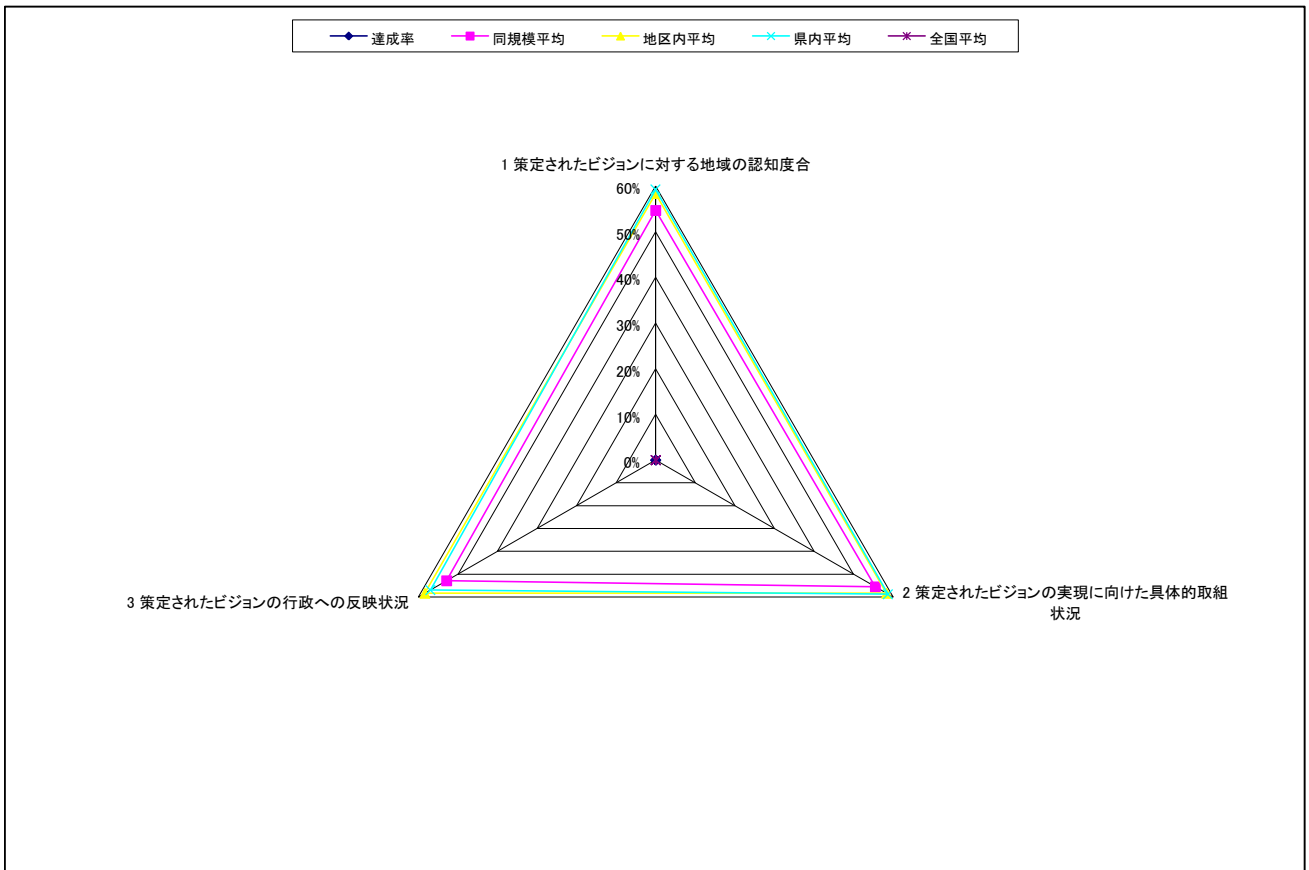 達成率 同規模平均 地区内平均 県内平均 全国平均
1 策定されたビジョンに対する地域の認知度合
60%
50%
40%
30%
20%
10%
0%
3 策定されたビジョンの行政への反映状況
2 策定されたビジョンの実現に向けた具体的取組
状況